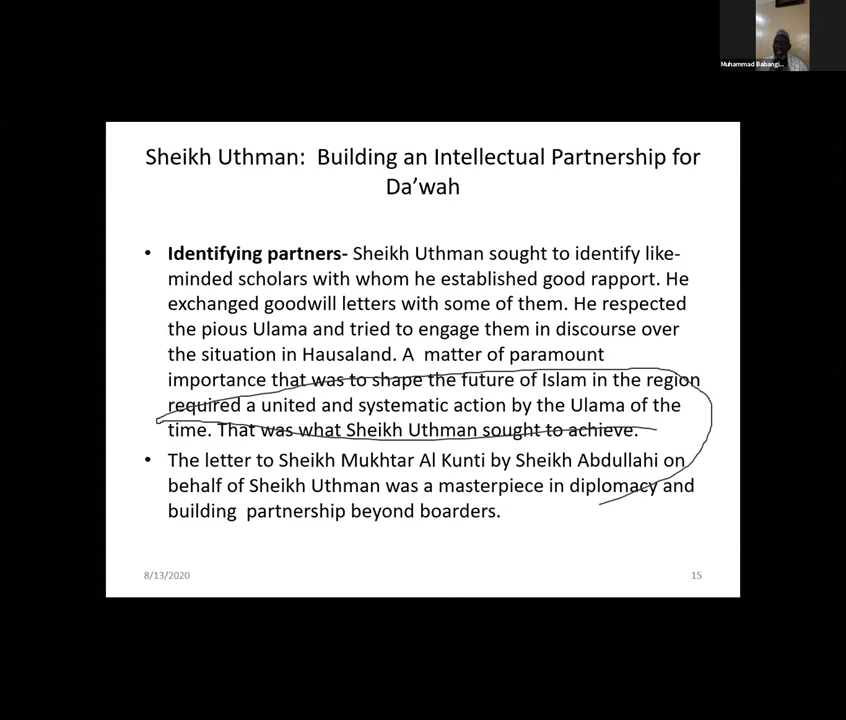 Muhammad Babangi...
Sheikh Uthman:  Building an Intellectual Partnership for
Da’wah
• Identifying partners- Sheikh Uthman sought to identify like-
minded scholars with whom he established good rapport. He
exchanged goodwill letters with some of them. He respected
the pious Ulama and tried to engage them in discourse over
the situation in Hausaland. A  matter of paramount
importance that was to shape the future of Islam in the region
required a united and systematic action by the Ulama of the
time. That was what Sheikh Uthman sought to achieve.
• The letter to Sheikh Mukhtar Al Kunti by Sheikh Abdullahi on
behalf of Sheikh Uthman was a masterpiece in diplomacy and
building  partnership beyond boarders.
8/13/2020
15